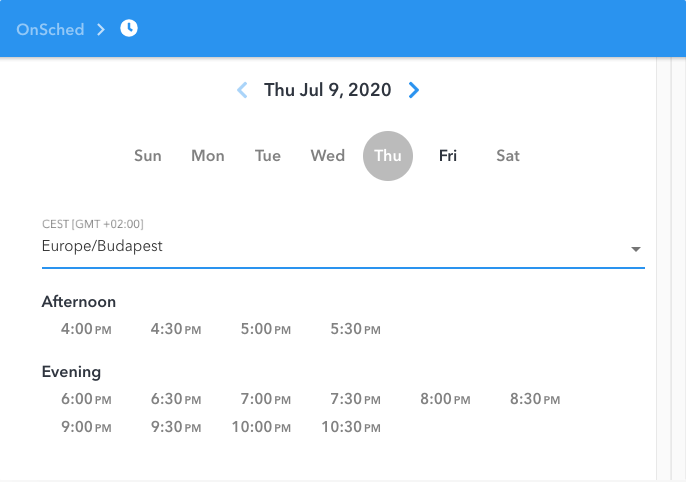 OnSched
Thu Jul 9, 2020
Sun Mon Tue Wed Thu Fri Sat
CEST [GMT +02:00]
Europe/Budapest
Afternoon
4:00 PM 4:30 PM 5:00 PM 5:30 PM
Evening
6:00 PM 6:30 PM 7:00 PM 7:30 PM 8:00 PM 8:30 PM
9:00 PM 9:30 PM 10:00 PM 10:30 PM